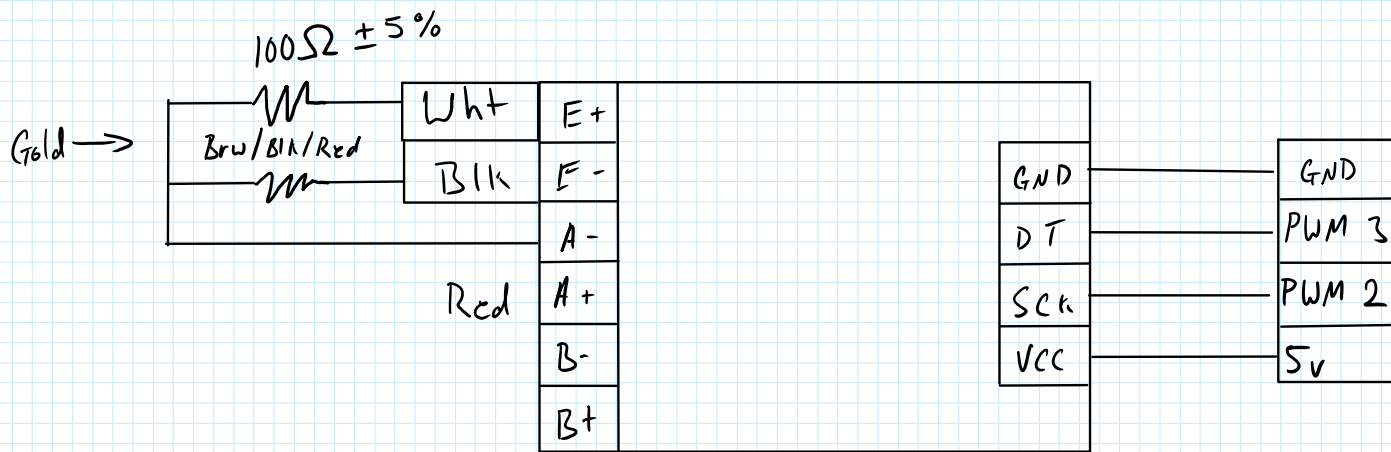 100Ω ± 5%
Gold
Brw/Blk/Red
Wht
Blk
Red
E+
E-
A-
A+
B-
B+
GND
DT
SCK
VCC
GND
PWM 3
PWM 2
5v